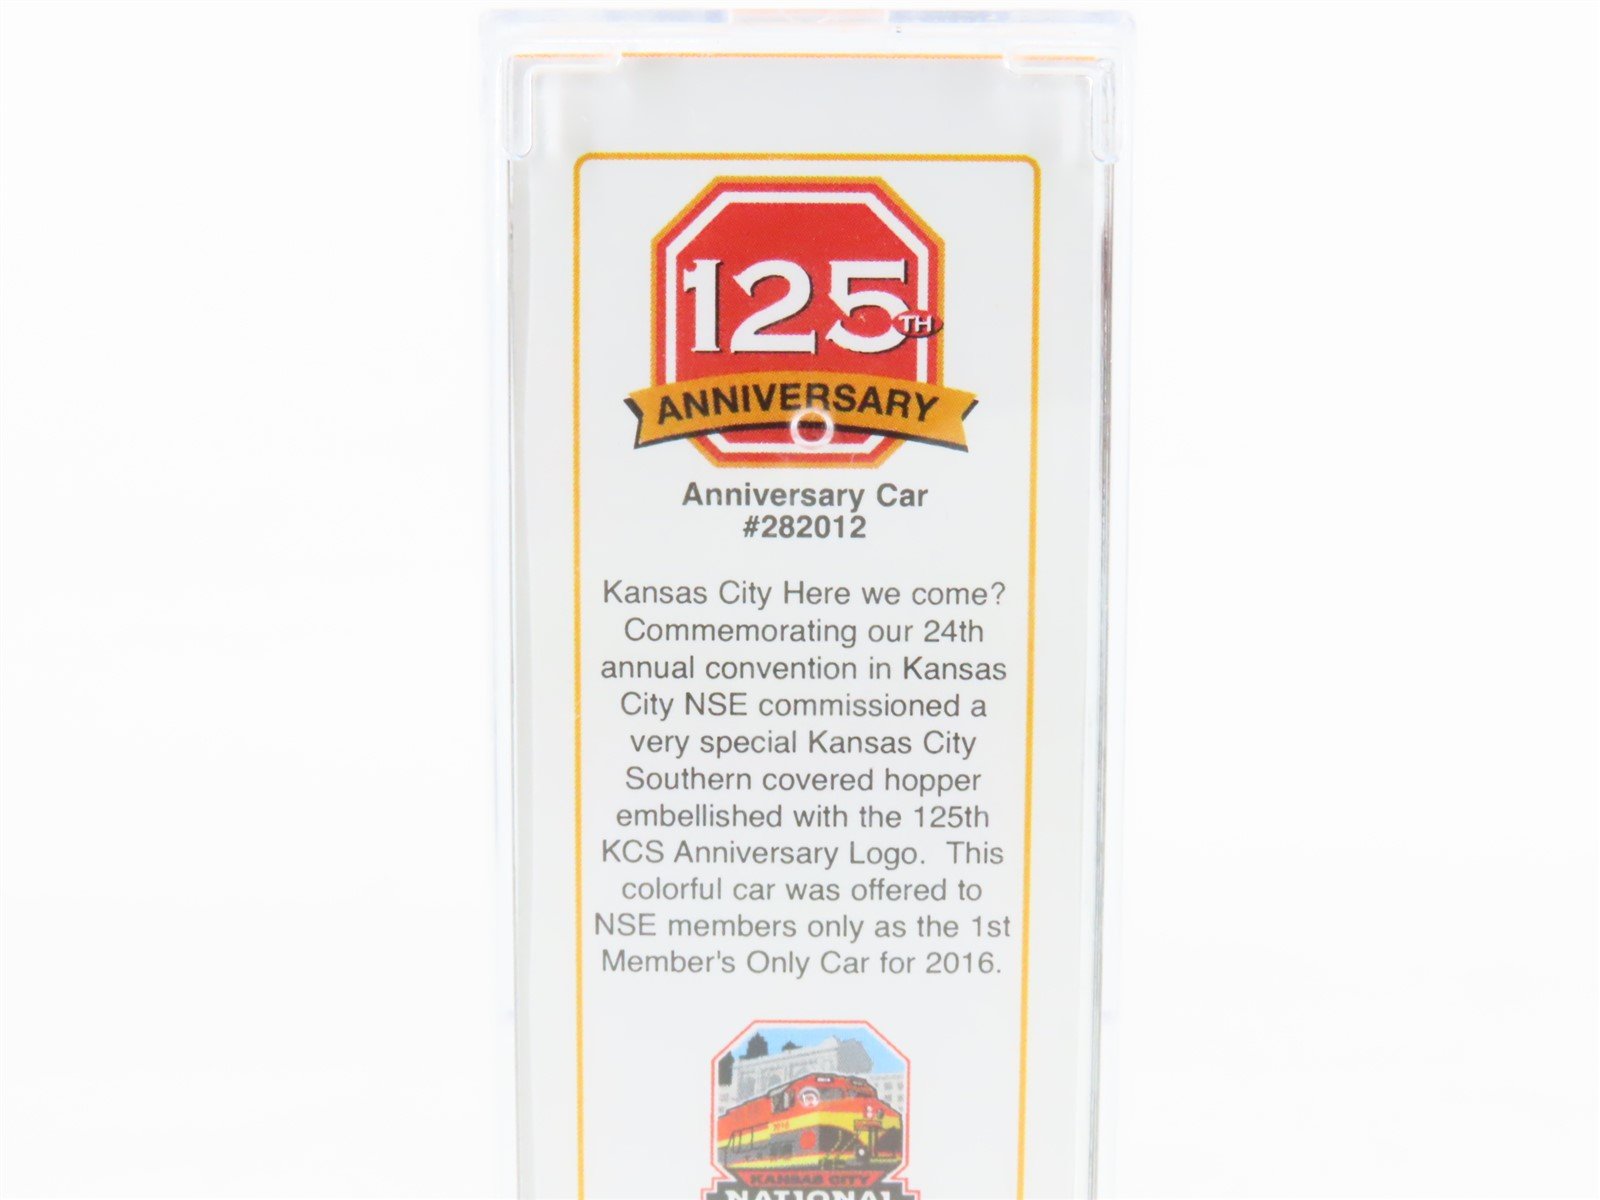 125TH
ANNIVERSARY
Anniversary Car
#282012
Kansas City Here we come?
Commemorating our 24th
annual convention in Kansas
City NSE commissioned a
very special Kansas City
Southern covered hopper
embellished with the 125th
KCS Anniversary Logo. This
colorful car was offered to
NSE members only as the 1st
Member's Only Car for 2016.
2016
KANSAS CITY
NATIONAL